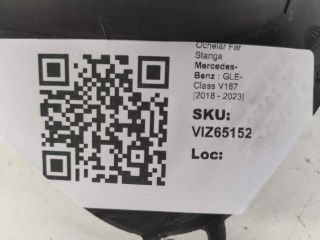 Ochelar Far
Stanga
Mercedes-
Benz : GLE-
Class V167
[2018 - 2023]
SKU:
VIZ65152
Loc: